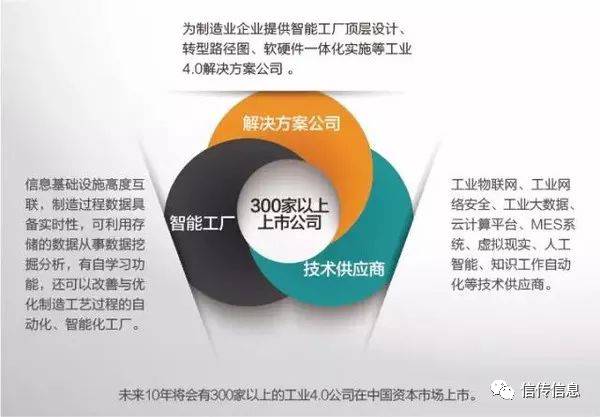 为制造业企业提供智能工厂顶层设计、
转型路径图、软硬件一体化实施等工业
4.0解决方案公司 。
解决方案公司
信息基础设施高度互
联，制造过程数据具
备实时性，可利用存
储的数据从事数据挖
掘分析，有自学习功
能，还可以改善与优
化制造工艺过程的自
动化、智能化工厂。
智能工厂
300家以上
上市公司
技术供应商
工业物联网、工业网
络安全、工业大数据、
云计算平台、MES系
统、虚拟现实、人工
智能、知识工作自动
化等技术供应商。
未来10年将会有300家以上的工业4.0公司在中国资本市场上市。
信传信息